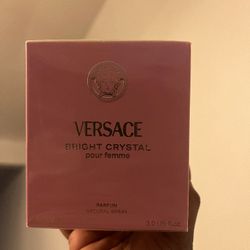 VERSACE
BRIGHT CRYSTAL
pour femme
PARFUM
NATURAL SPRAY